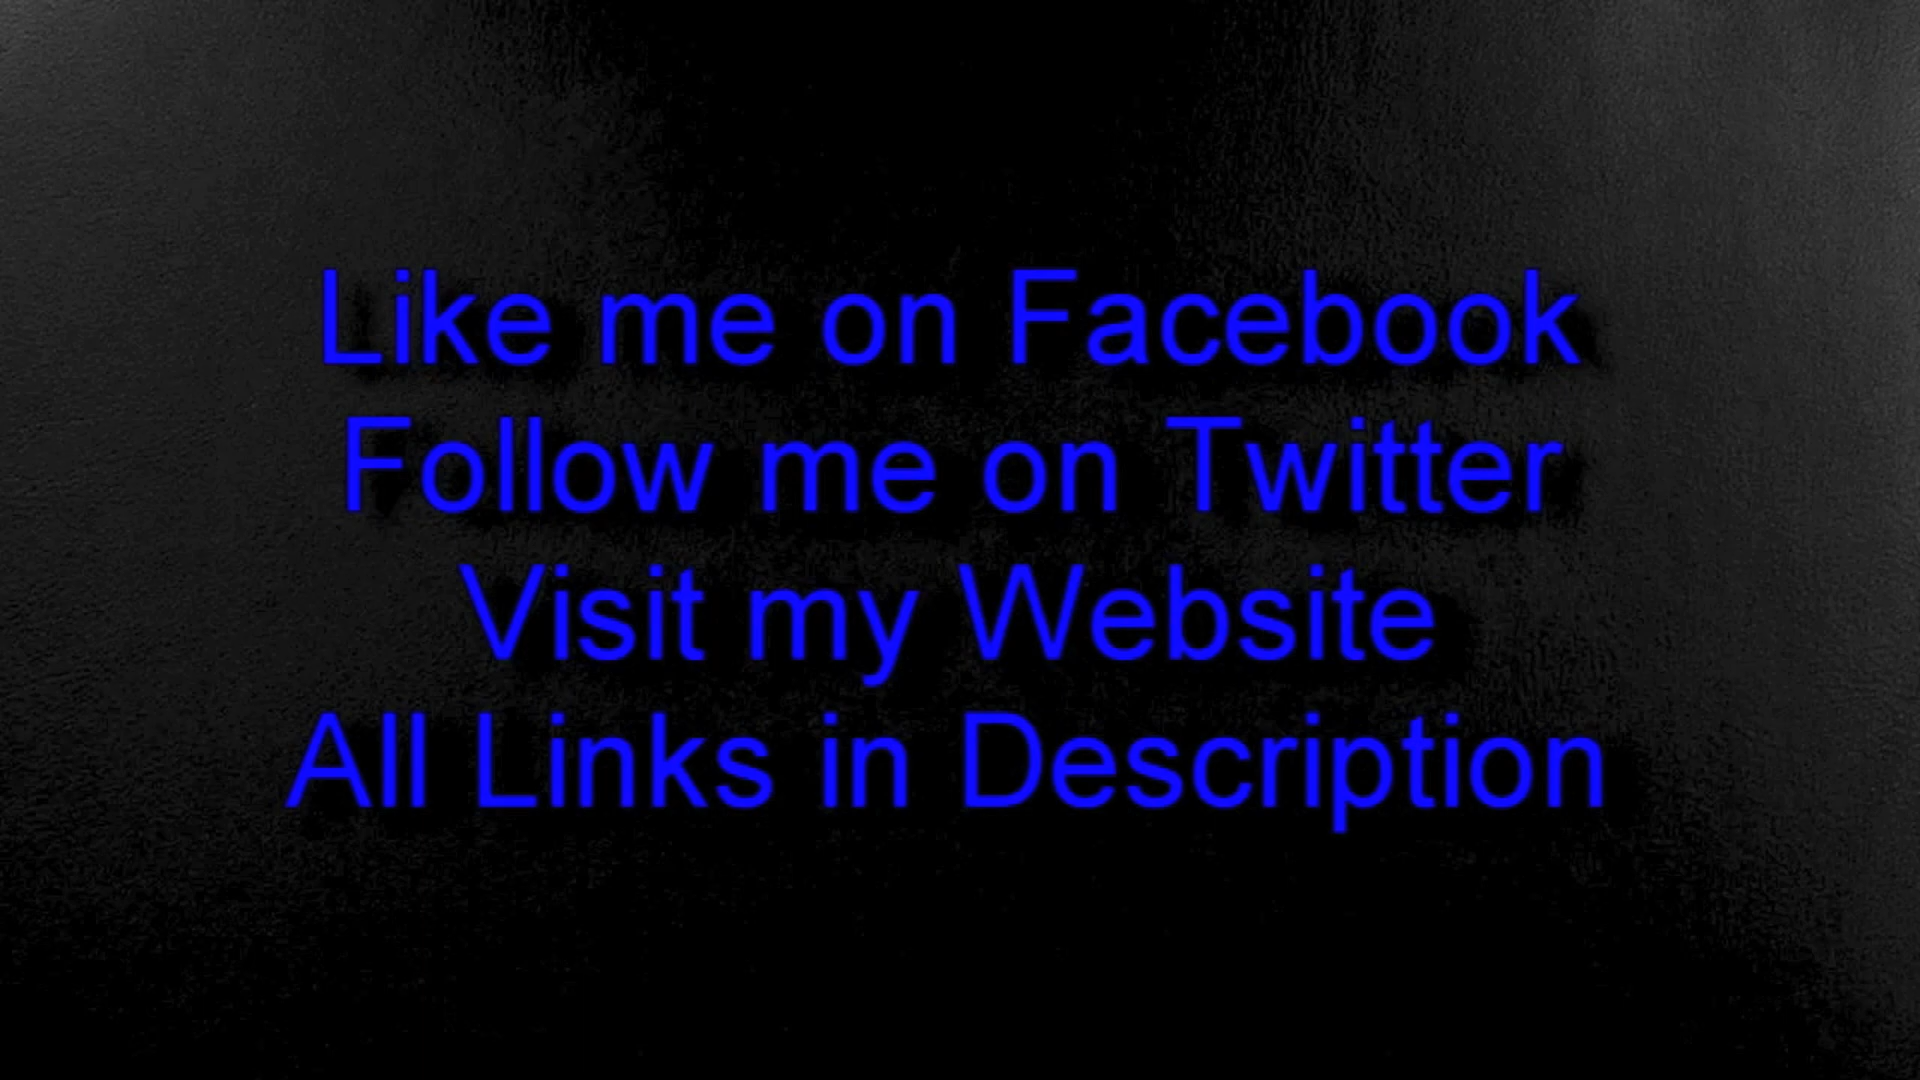 Like me on Facebook
Follow me on Twitter
Visit my Website
All Links in Description